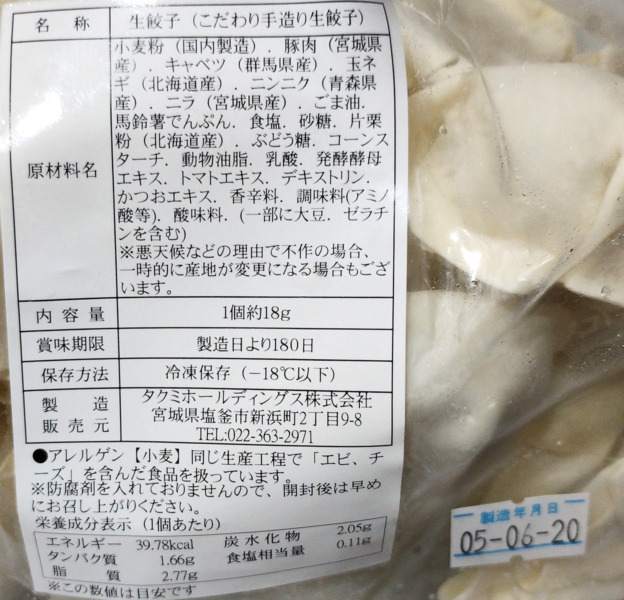 名 称 生餃子（こだわり手造り生餃子）
原材料名
小麦粉（国内製造）．豚肉（宮城県
産）．キャベツ（群馬県産）．玉ネ
ギ（北海道産）．ニンニク（青森県
産）．ニラ（宮城県産）．ごま油．
馬鈴薯でんぷん．食塩．砂糖．片栗
粉（北海道産）．ぶどう糖．コーンス
ターチ．動物油脂．乳酸．発酵酵母
エキス．トマトエキス．デキストリン．
かつおエキス．香辛料．調味料(アミノ
酸等)．酸味料．(一部に大豆．ゼラチ
ンを含む)
※悪天候などの理由で不作の場合、
一時的に産地が変更になる場合もござ
います。
内 容 量 1個約18g
賞味期限 製造日より180日
保存方法 冷凍保存（−18℃以下）
製 造
販 売 元
タクミホールディングス株式会社
宮城県塩釜市新浜町2丁目9-8
TEL:022-363-2971
●アレルゲン【小麦】同じ生産工程で「エビ、チ
ーズ」を含んだ食品を扱っています。
※防腐剤を入れておりませんので、開封後は早め
にお召し上がりください。
栄養成分表示（1個あたり）
エネルギー 39.78kcal 炭水化物 2.05g
タンパク質 1.66g 食塩相当量 0.11g
脂 質 2.77g
※この数値は目安です
製造年月日
05-06-20